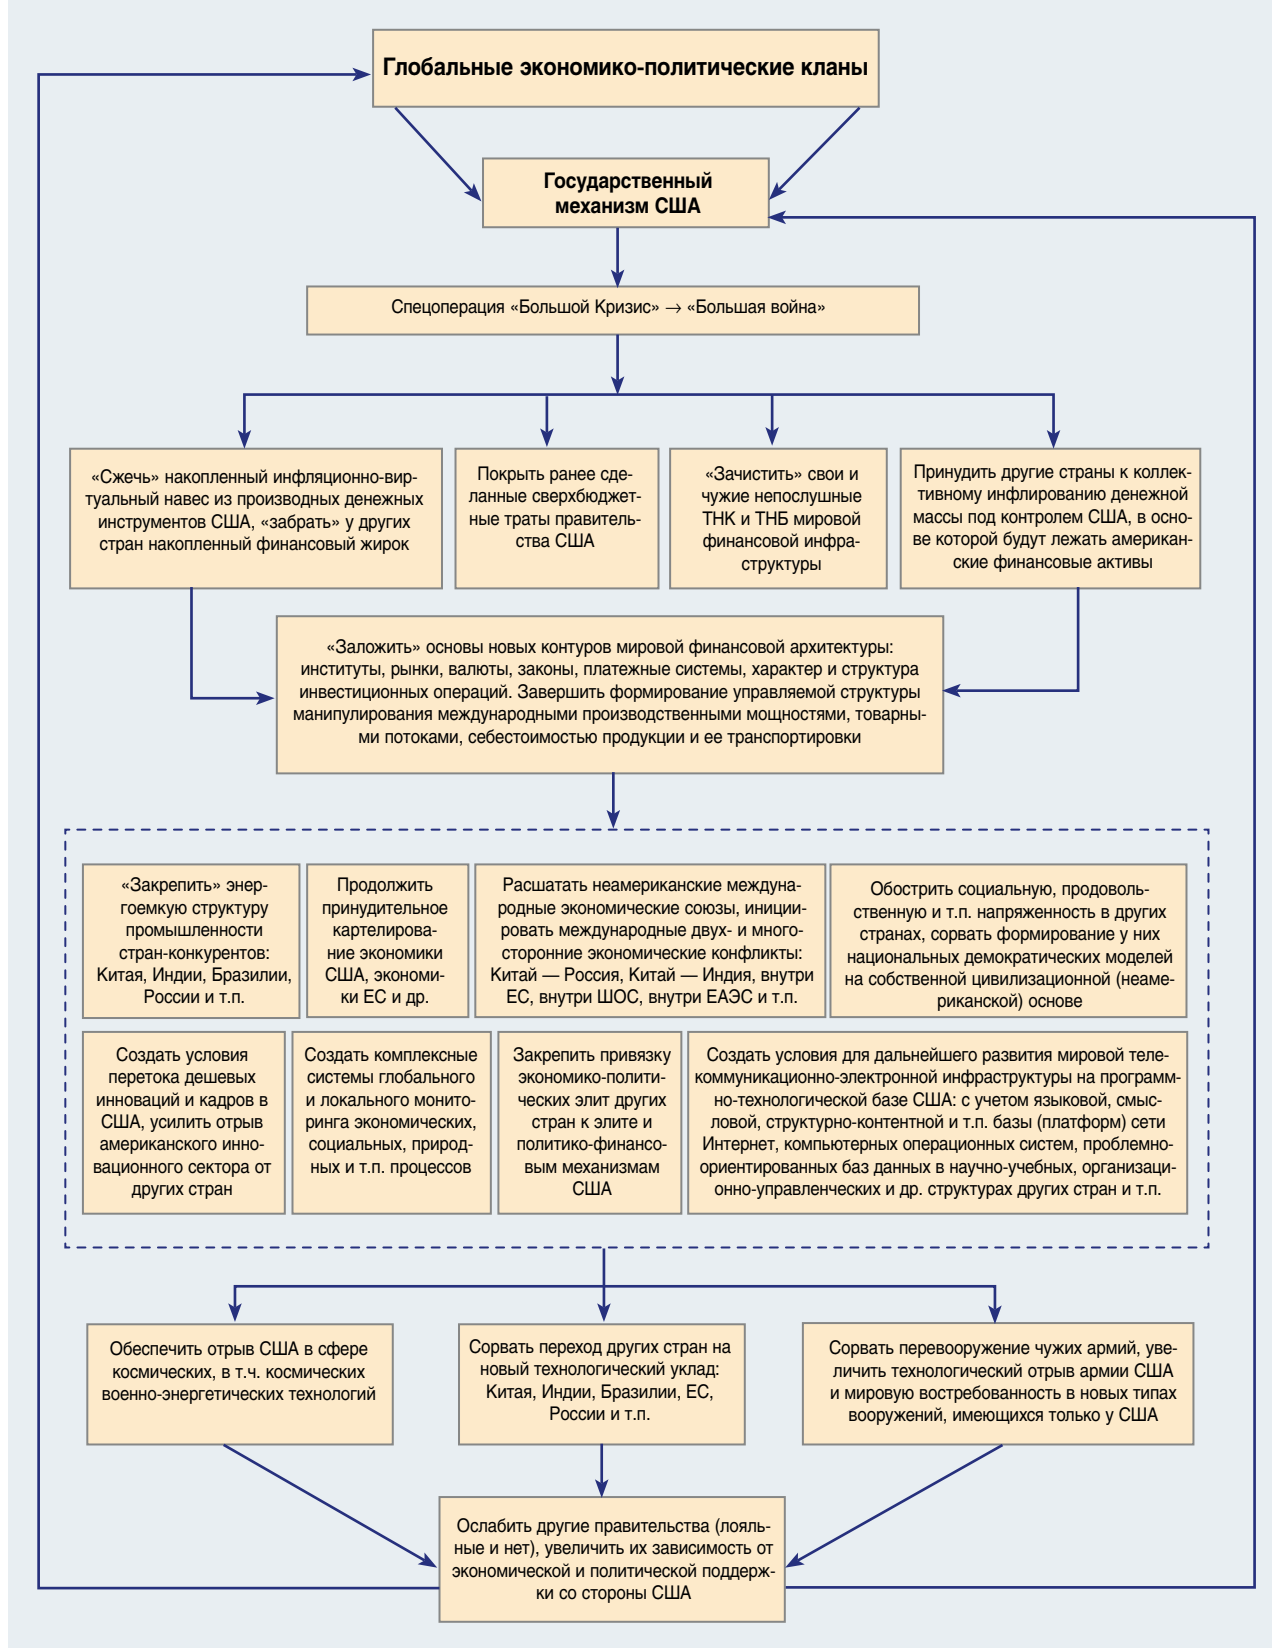 Глобальные экономико-политические кланы
Государственный
механизм США
Спецоперация «Большой Кризис» → «Большая война»
«Сжечь» накопленный инфляционно-вир-
туальный навес из производных денежных
инструментов США, «забрать» у других
стран накопленный финансовый жирок
Покрыть ранее сде-
ланные сверхбюджет-
ные траты правитель-
ства США
«Зачистить» свои и
чужие непослушные
ТНК и ТНБ мировой
финансовой инфра-
структуры
Принудить другие страны к коллек-
тивному инфлированию денежной
массы под контролем США, в осно-
ве которой будут лежать американ-
ские финансовые активы
«Заложить» основы новых контуров мировой финансовой архитектуры:
институты, рынки, валюты, законы, платежные системы, характер и структура
инвестиционных операций. Завершить формирование управляемой структуры
манипулирования международными производственными мощностями, товарны-
ми потоками, себестоимостью продукции и ее транспортировки
«Закрепить» энер-
гоемкую структуру
промышленности
стран-конкурентов:
Китая, Индии, Бразилии,
России и т.п.
Продолжить
принудительное
картелирова-
ние экономики
США, экономи-
ки ЕС и др.
Расшатать неамериканские междуна-
родные экономические союзы, иниции-
ровать международные двух- и много-
сторонние экономические конфликты:
Китай — Россия, Китай — Индия, внутри
ЕС, внутри ШОС, внутри ЕАЭС и т.п.
Обострить социальную, продоволь-
ственную и т.п. напряженность в других
странах, сорвать формирование у них
национальных демократических моделей
на собственной цивилизационной (неаме-
риканской) основе
Создать условия
перетока дешевых
инноваций и кадров в
США, усилить отрыв
американского инно-
вационного сектора от
других стран
Создать комплексные
системы глобального
и локального монито-
ринга экономических,
социальных, природ-
ных и т.п. процессов
Закрепить привязку
экономико-полити-
ческих элит других
стран к элите и
политико-финансо-
вым механизмам
США
Создать условия для дальнейшего развития мировой теле-
коммуникационно-электронной инфраструктуры на программ-
но-технологической базе США: с учетом языковой, смыс-
ловой, структурно-контентной и т.п. базы (платформ) сети
Интернет, компьютерных операционных систем, проблемно-
ориентированных баз данных в научно-учебных, организаци-
онно-управленческих и др. структурах других стран и т.п.
Обеспечить отрыв США в сфере
космических, в т.ч. космических
военно-энергетических технологий
Сорвать переход других стран на
новый технологический уклад:
Китая, Индии, Бразилии, ЕС,
России и т.п.
Сорвать перевооружение чужих армий, уве-
личить технологический отрыв армии США
и мировую востребованность в новых типах
вооружений, имеющихся только у США
Ослабить другие правительства (лояль-
ные и нет), увеличить их зависимость от
экономической и политической поддерж-
ки со стороны США